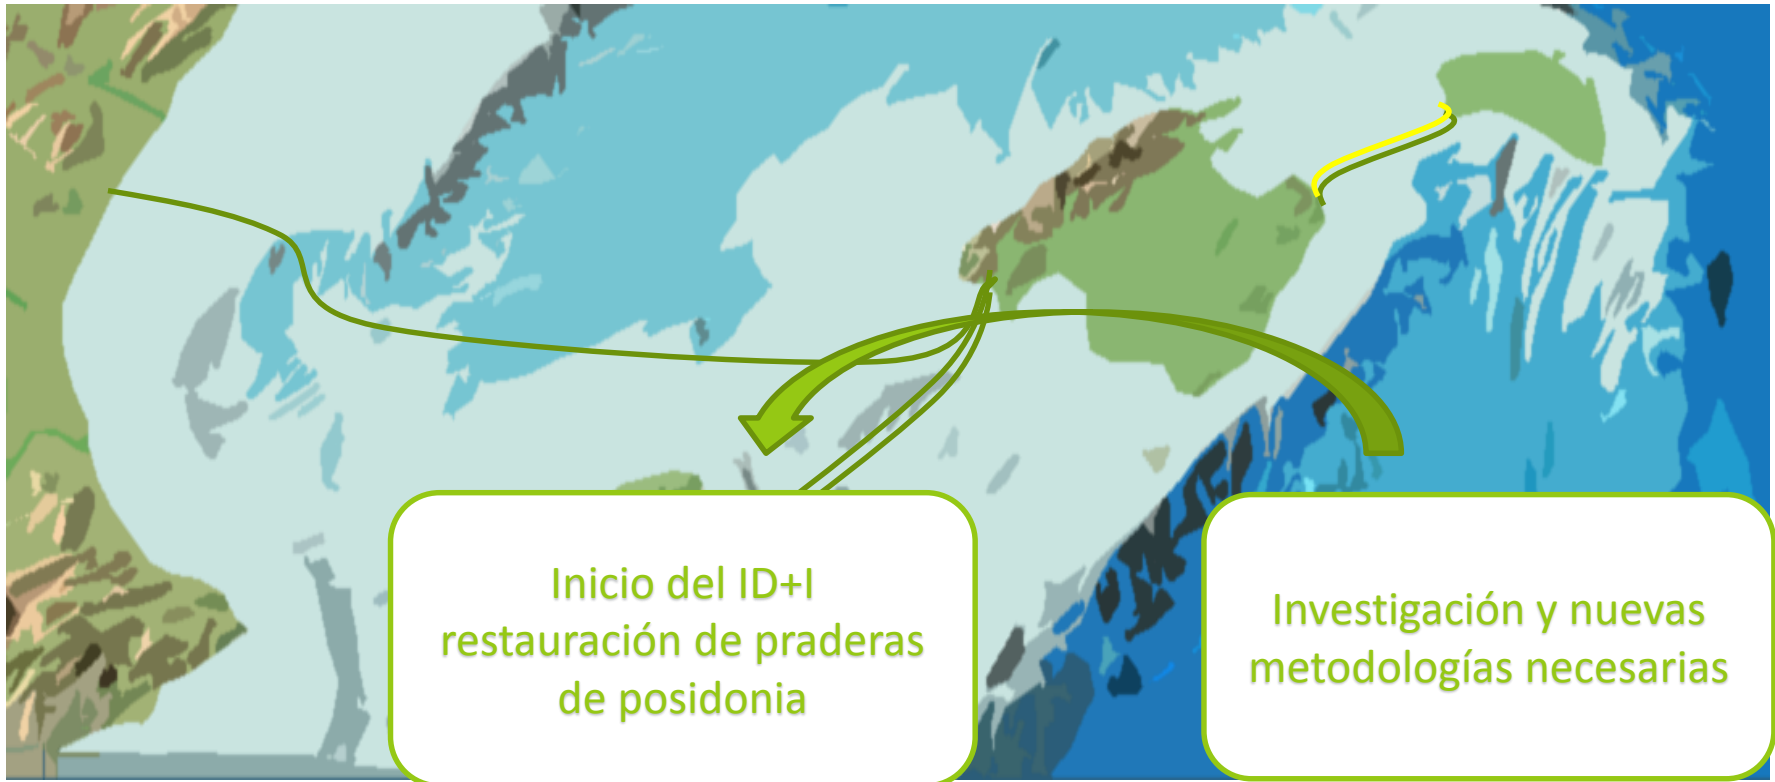 Inicio del ID+I
restauración de praderas
de posidonia
Investigación y nuevas
metodologías necesarias